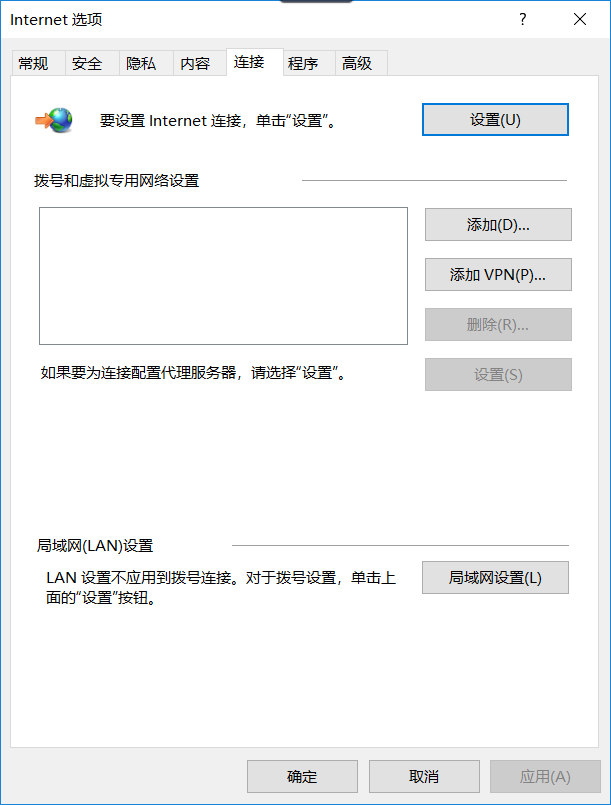 Internet 选项
?
常规 安全 隐私 内容 连接 程序 高级
要设置 Internet 连接，单击“设置”。
设置(U)
拨号和虚拟专用网络设置
添加(D)...
添加 VPN(P)...
删除(R)...
如果要为连接配置代理服务器，请选择“设置”。
设置(S)
局域网(LAN)设置
LAN 设置不应用到拨号连接。对于拨号设置，单击上
面的“设置”按钮。
局域网设置(L)
确定 取消 应用(A)